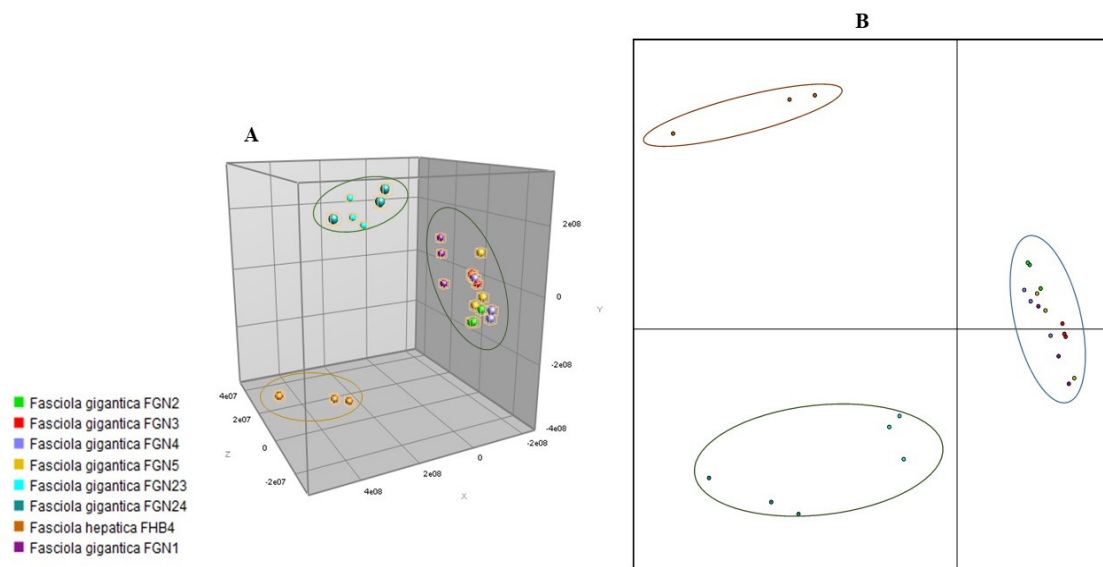 B
A
2e08
0
Y
-2e08
-4e08
4e07
2e07
0
Z
-2e07
4e08
2e08
X
0
-2e08
Fasciola gigantica FGN2
Fasciola gigantica FGN3
Fasciola gigantica FGN4
Fasciola gigantica FGN5
Fasciola gigantica FGN23
Fasciola gigantica FGN24
Fasciola hepatica FHB4
Fasciola gigantica FGN1